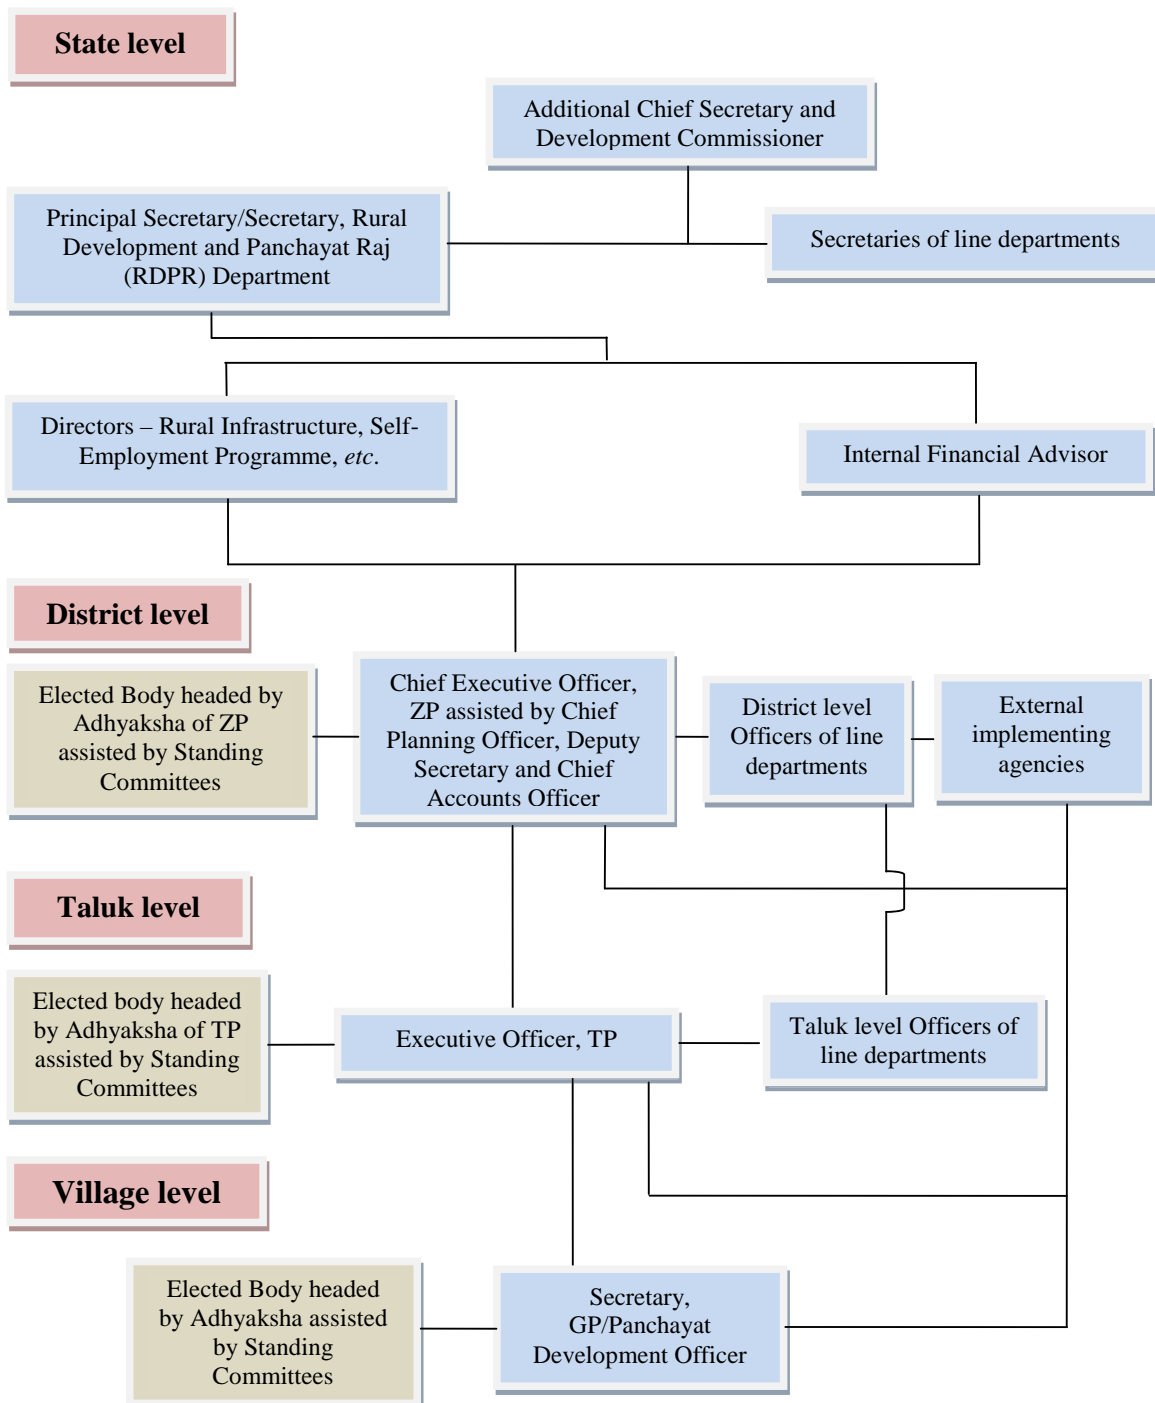 State level
Additional Chief Secretary and
Development Commissioner
Principal Secretary/Secretary, Rural
Development and Panchayat Raj
(RDPR) Department
Secretaries of line departments
Directors – Rural Infrastructure, Self-
Employment Programme, etc.
Internal Financial Advisor
District level
Elected Body headed by
Adhyaksha of ZP
assisted by Standing
Committees
Chief Executive Officer,
ZP assisted by Chief
Planning Officer, Deputy
Secretary and Chief
Accounts Officer
District level
Officers of line
departments
External
implementing
agencies
Taluk level
Elected body headed
by Adhyaksha of TP
assisted by Standing
Committees
Executive Officer, TP
Taluk level Officers of
line departments
Village level
Elected Body headed
by Adhyaksha assisted
by Standing
Committees
Secretary,
GP/Panchayat
Development Officer